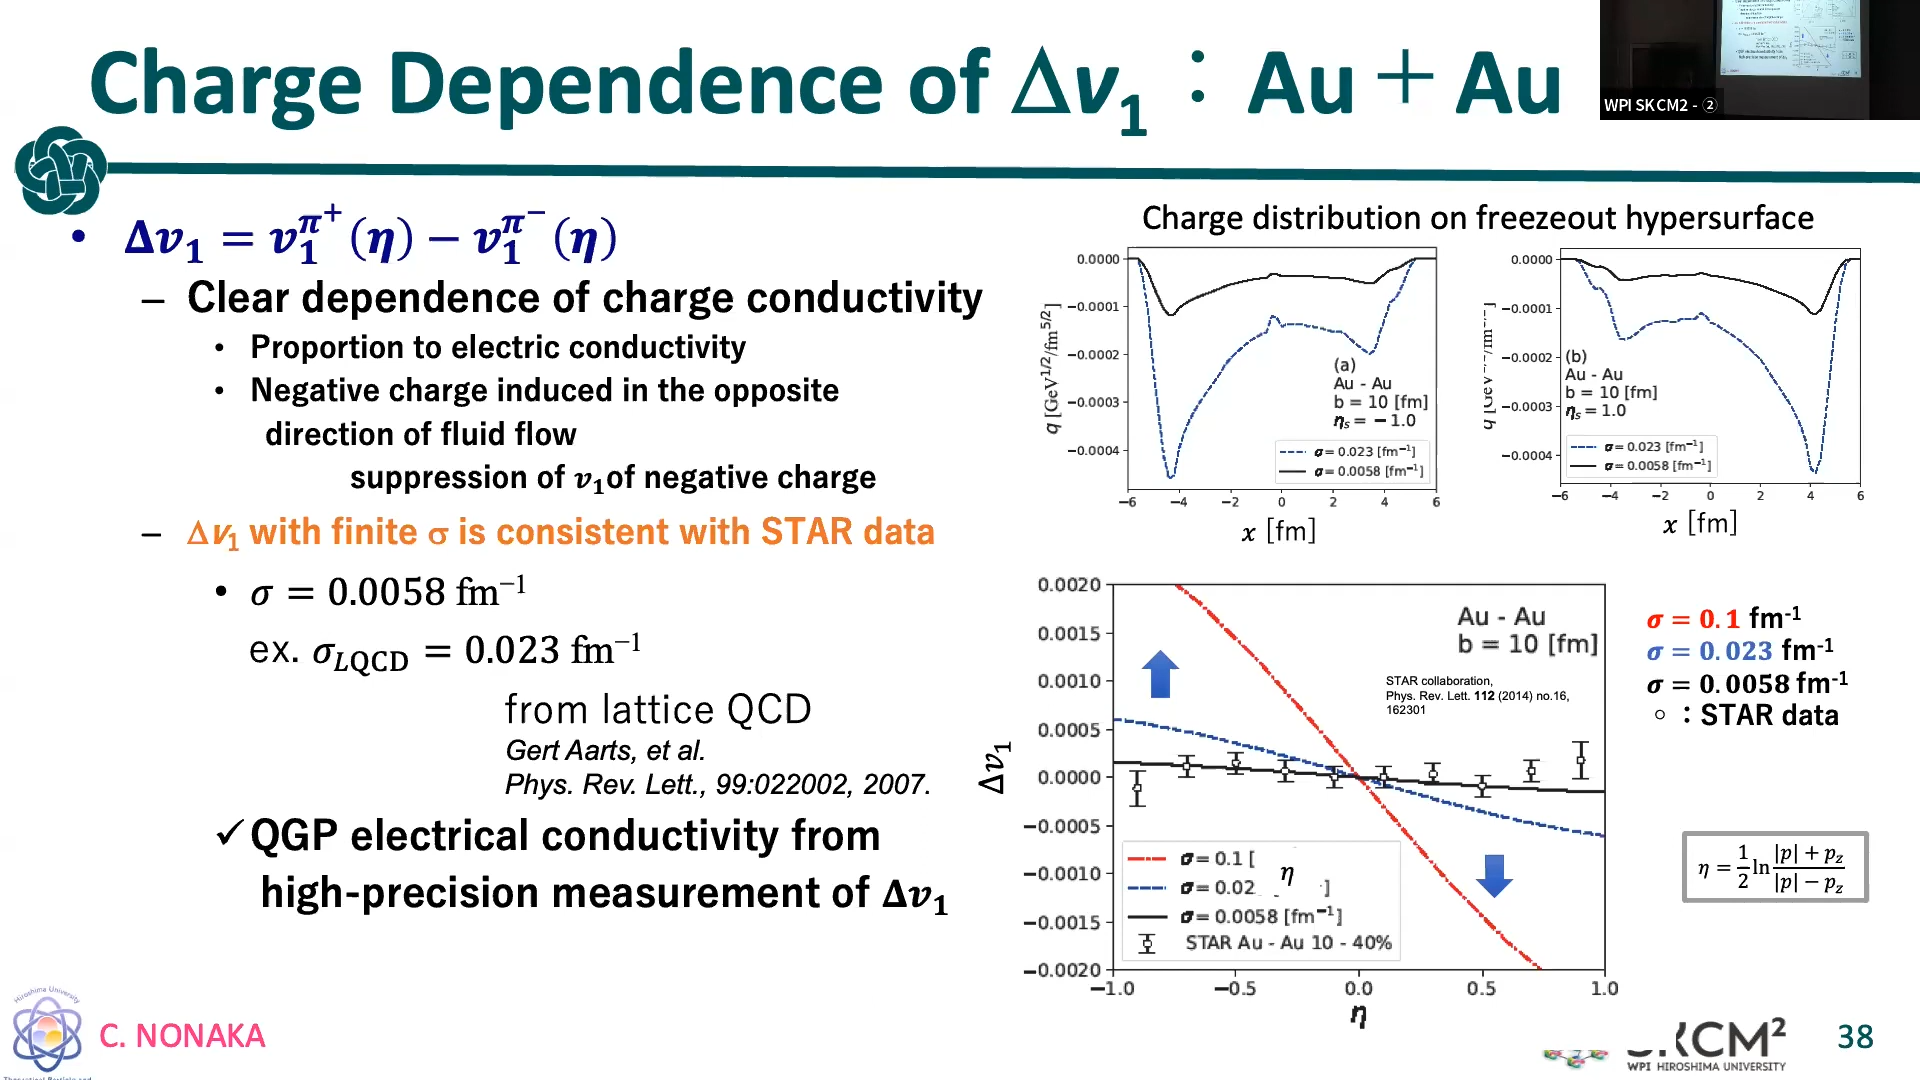 Charge Dependence of Δv₁：Au＋Au
WPI SKCM2 - ②
• Δv₁ = v₁^π⁺(η) − v₁^π⁻(η)
– Clear dependence of charge conductivity
• Proportion to electric conductivity
• Negative charge induced in the opposite
direction of fluid flow
suppression of v₁of negative charge
– Δv₁ with finite σ is consistent with STAR data
• σ = 0.0058 fm⁻¹
ex. σ_LQCD = 0.023 fm⁻¹
from lattice QCD
Gert Aarts, et al.
Phys. Rev. Lett., 99:022002, 2007.
✓QGP electrical conductivity from
high-precision measurement of Δv₁
Charge distribution on freezeout hypersurface
0.0000
−0.0001
−0.0002
−0.0003
−0.0004
q [GeV^1/2/fm^5/2]
(a)
Au - Au
b = 10 [fm]
ηₛ = −1.0
σ = 0.023 [fm⁻¹]
σ = 0.0058 [fm⁻¹]
−6 −4 −2 0 2 4 6
x [fm]
0.0000
−0.0001
−0.0002
−0.0003
−0.0004
(b)
Au - Au
b = 10 [fm]
ηₛ = 1.0
σ = 0.023 [fm⁻¹]
σ = 0.0058 [fm⁻¹]
−6 −4 −2 0 2 4 6
x [fm]
0.0020
0.0015
0.0010
0.0005
0.0000
−0.0005
−0.0010
−0.0015
−0.0020
Δv₁
Au - Au
b = 10 [fm]
STAR collaboration,
Phys. Rev. Lett. 112 (2014) no.16,
162301
σ = 0.1 [
η
σ = 0.02 ]
σ = 0.0058 [fm⁻¹]
STAR Au - Au 10 - 40%
−1.0 −0.5 0.0 0.5 1.0
η
σ = 0.1 fm⁻¹
σ = 0.023 fm⁻¹
σ = 0.0058 fm⁻¹
○ ：STAR data
η = 1/2 ln |p| + p_z / |p| − p_z
Hiroshima University
C. NONAKA
KCM²
WPI HIROSHIMA UNIVERSITY
38